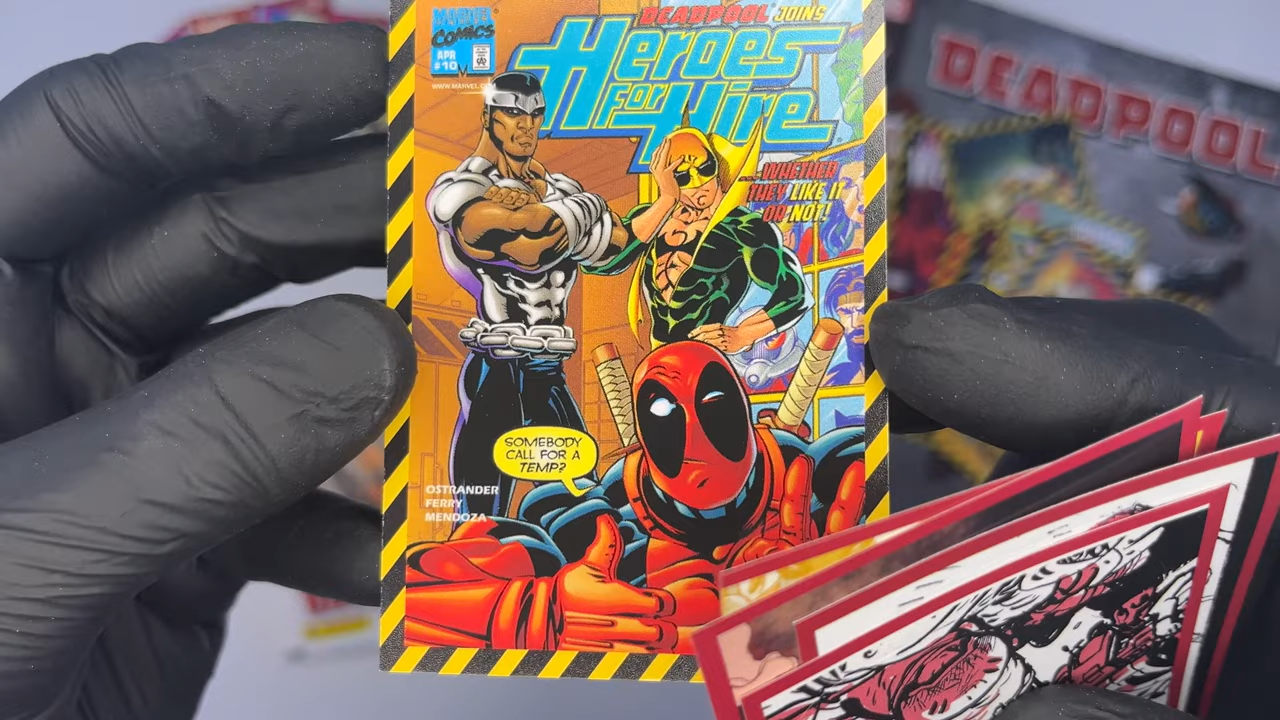 MARVEL
COMICS
APR
#10
WWW.MARVEL.COM
DEADPOOL JOINS
HEROES
FOR HIRE
...WHETHER
THEY LIKE IT
OR NOT!
SOMEBODY
CALL FOR A
TEMP?
OSTRANDER
FERRY
MENDOZA
DEADPOOL